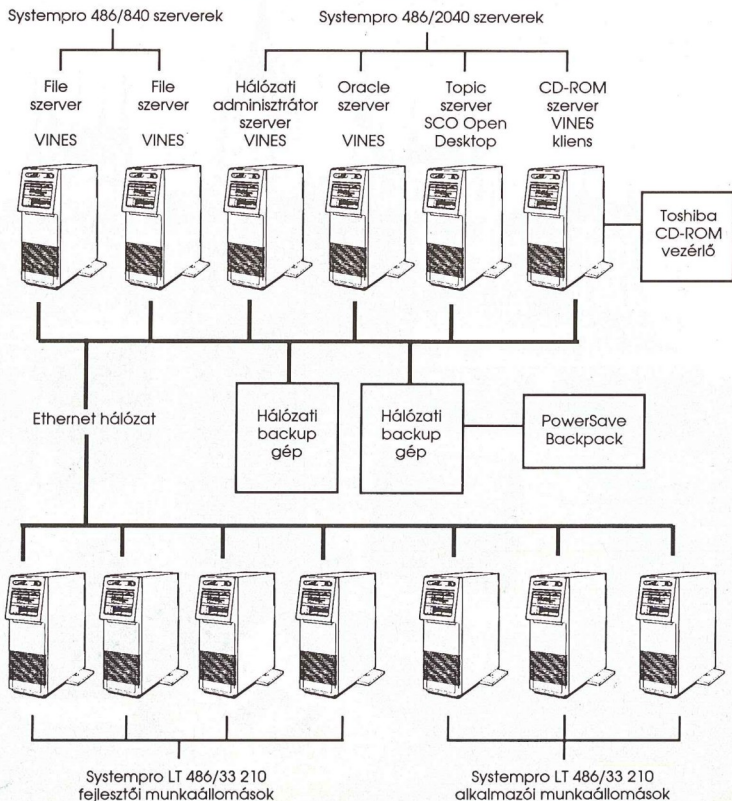 Systempro 486/840 szerverek
Systempro 486/2040 szerverek
File
szerver
VINES
File
szerver
VINES
Hálózati
adminisztrátor
szerver
VINES
Oracle
szerver
VINES
Topic
szerver
SCO Open
Desktop
CD-ROM
szerver
VINES
kliens
Toshiba
CD-ROM
vezérlő
Ethernet hálózat
Hálózati
backup
gép
Hálózati
backup
gép
PowerSave
Backpack
Systempro LT 486/33 210
fejlesztői munkaállomások
Systempro LT 486/33 210
alkalmazói munkaállomások